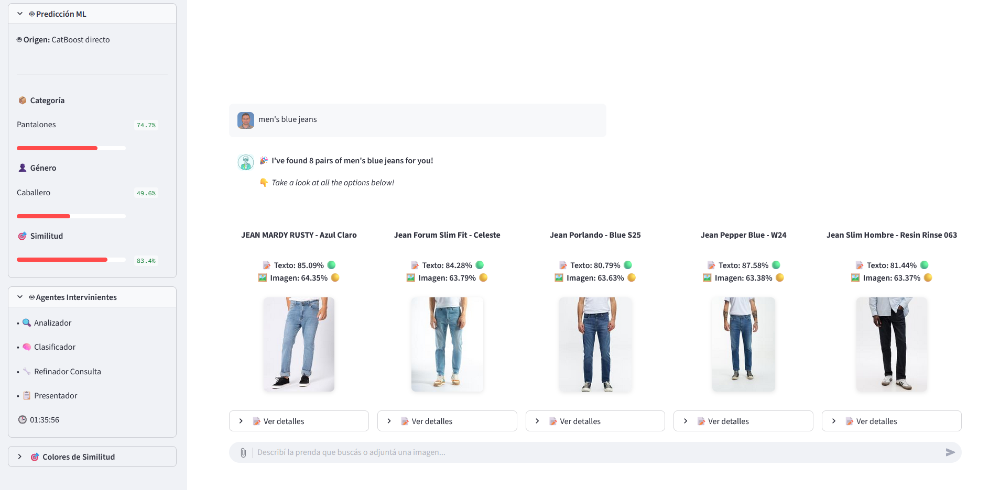 Predicción ML
Origen: CatBoost directo
Categoría
Pantalones 74.7%
Género
Caballero 49.6%
Similitud
83.4%
Agentes Intervinientes
• Analizador
• Clasificador
• Refinador Consulta
• Presentador
01:35:56
Colores de Similitud
men's blue jeans
I've found 8 pairs of men's blue jeans for you!
Take a look at all the options below!
JEAN MARDY RUSTY - Azul Claro
Texto: 85.09%
Imagen: 64.35%
Ver detalles
Jean Forum Slim Fit - Celeste
Texto: 84.28%
Imagen: 63.79%
Ver detalles
Jean Porlando - Blue S25
Texto: 80.79%
Imagen: 63.63%
Ver detalles
Jean Pepper Blue - W24
Texto: 87.58%
Imagen: 63.38%
Ver detalles
Jean Slim Hombre - Resin Rinse 063
Texto: 81.44%
Imagen: 63.37%
Ver detalles
Describí la prenda que buscás o adjuntá una imagen...